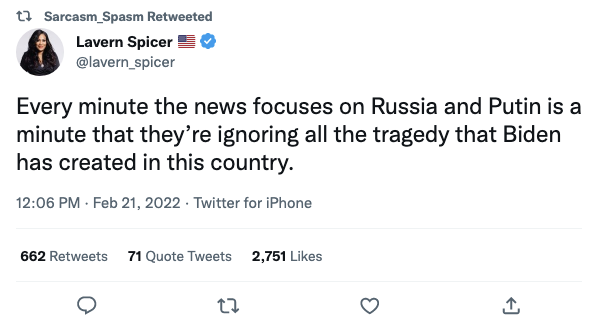 Sarcasm_Spasm Retweeted
Lavern Spicer 🇺🇸
@lavern_spicer
Every minute the news focuses on Russia and Putin is a
minute that they’re ignoring all the tragedy that Biden
has created in this country.
12:06 PM · Feb 21, 2022 · Twitter for iPhone
662 Retweets 71 Quote Tweets 2,751 Likes